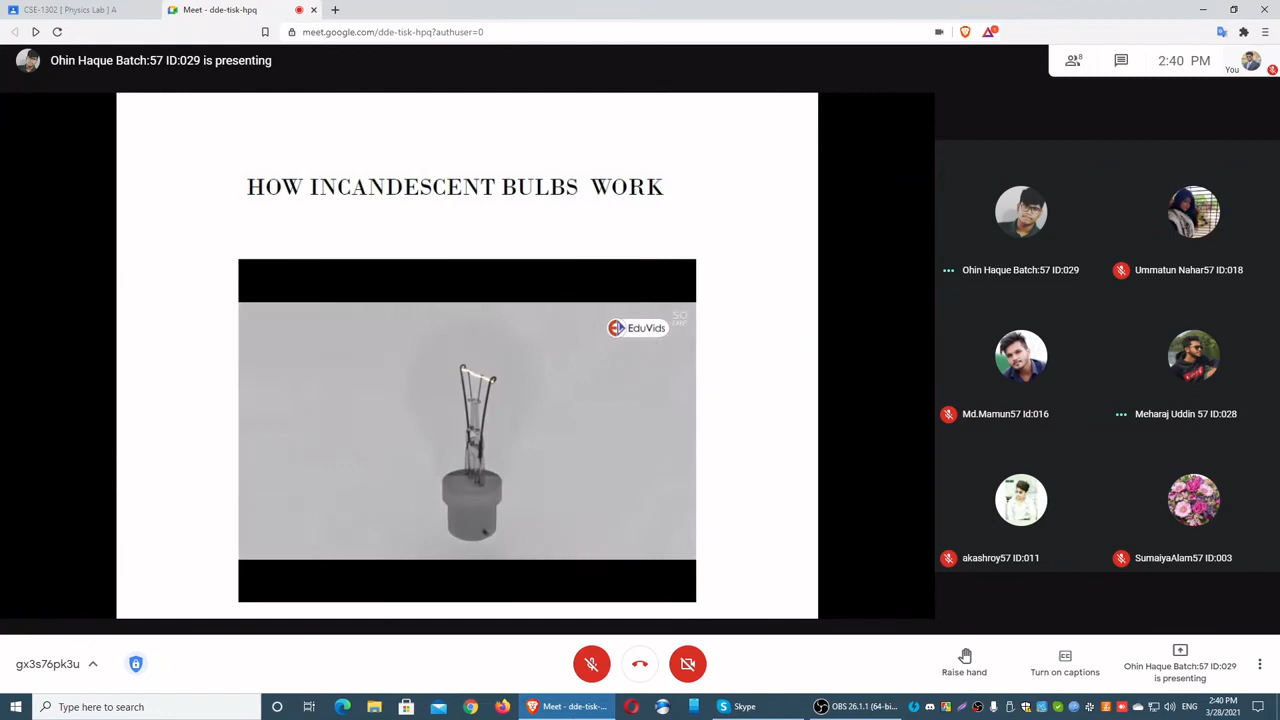 CSE-1302 [ Physics Lab ] A
Meet - dde-tisk-hpq
meet.google.com/dde-tisk-hpq?authuser=0
Ohin Haque Batch:57 ID:029 is presenting
8
2:40 PM
You
HOW INCANDESCENT BULBS WORK
EduVids
Ohin Haque Batch:57 ID:029
Ummatun Nahar57 ID:018
Md.Mamun57 Id:016
Meharaj Uddin 57 ID:028
akashroy57 ID:011
SumaiyaAlam57 ID:003
gx3s76pk3u
Raise hand
Turn on captions
Ohin Haque Batch:57 ID:029
is presenting
Type here to search
Meet - dde-tisk-hp...
Skype
OBS 26.1.1 (64-bi...
ENG
2:40 PM
3/28/2021